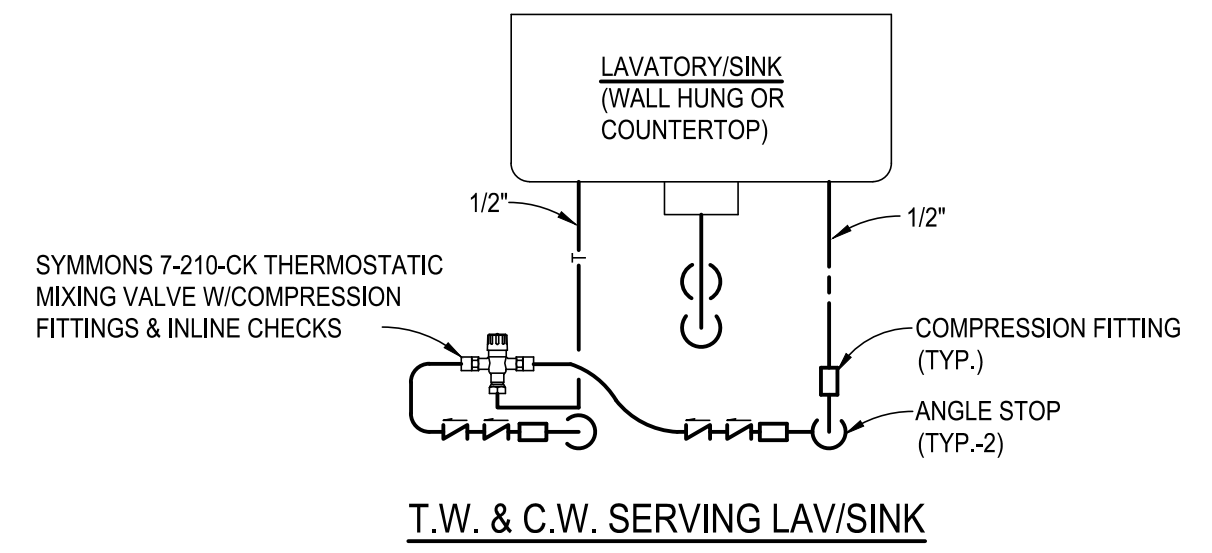 LAVATORY/SINK
(WALL HUNG OR
COUNTERTOP)
1/2"
1/2"
T
SYMMONS 7-210-CK THERMOSTATIC
MIXING VALVE W/COMPRESSION
FITTINGS & INLINE CHECKS
COMPRESSION FITTING
(TYP.)
ANGLE STOP
(TYP.-2)
T.W. & C.W. SERVING LAV/SINK